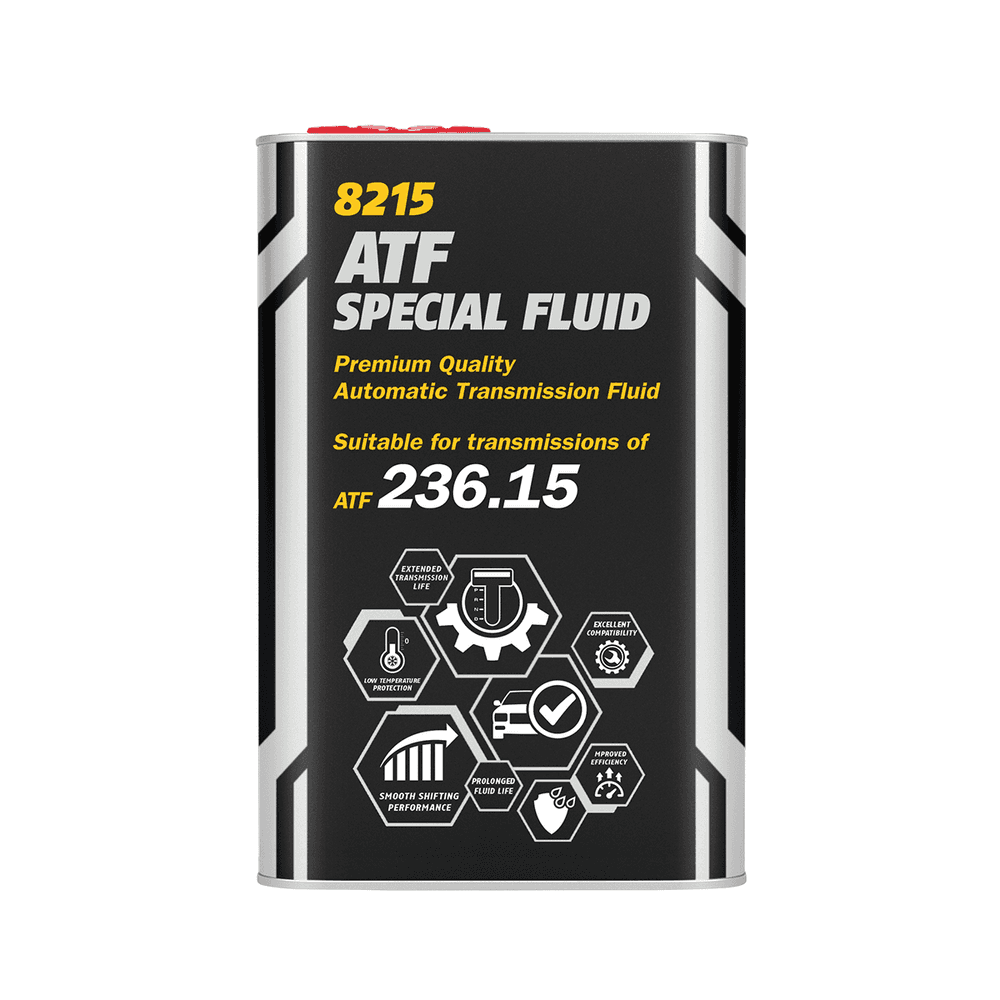 8215
ATF
SPECIAL FLUID
Premium Quality
Automatic Transmission Fluid
Suitable for transmissions of
ATF 236.15
EXTENDED
TRANSMISSION
LIFE
P
R
N
D
EXCELLENT
COMPATIBILITY
0
LOW TEMPERATURE
PROTECTION
SMOOTH SHIFTING
PERFORMANCE
PROLONGED
FLUID LIFE
MPROVED
EFFICIENCY